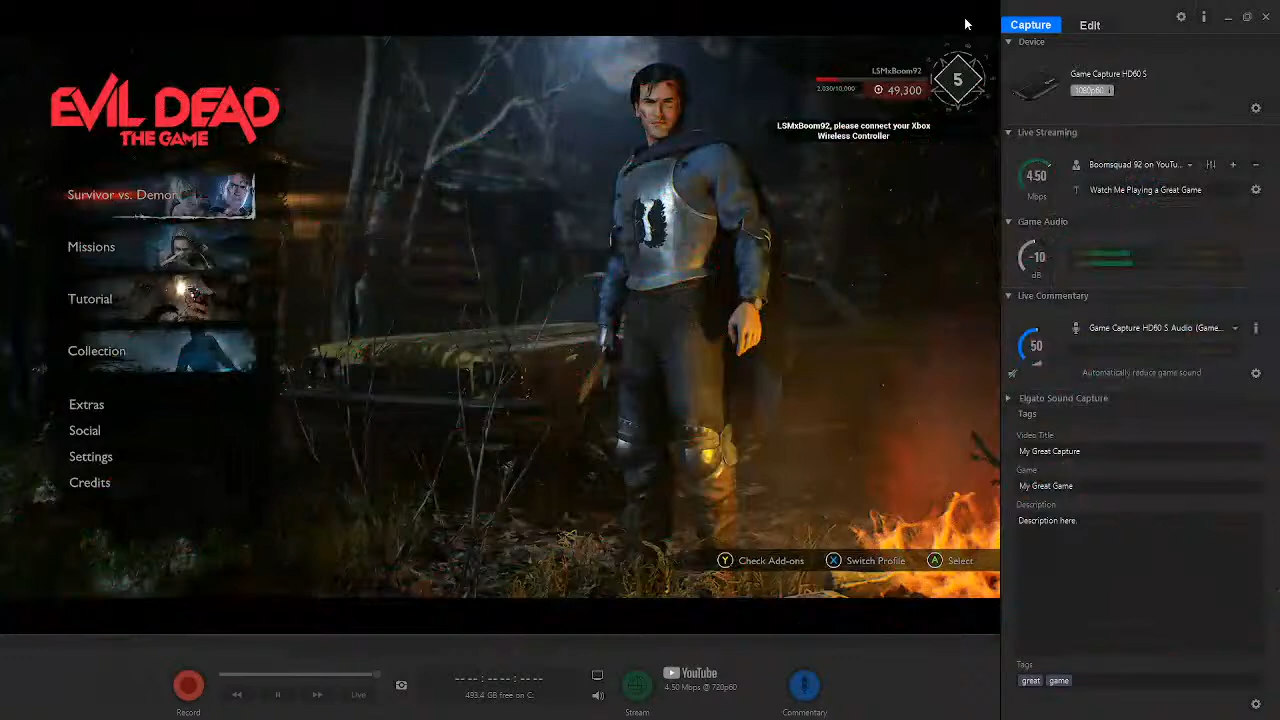 EVIL DEAD
THE GAME
Survivor vs. Demon
Missions
Tutorial
Collection
Extras
Social
Settings
Credits
LSMxBoom92
2,030/10,000
49,300
5
LSMxBoom92, please connect your Xbox
Wireless Controller
Y Check Add-ons
X Switch Profile
A Select
Capture
Edit
Device
Game Capture HD60 S
1080p60
Live Streaming
4.50
Mbps
Boomsquad 92 on YouTu...
Watch Me Playing a Great Game
Game Audio
-10
dB
Live Commentary
50
Game Capture HD60 S Audio (Game...
Automatically reduce game sound
Elgato Sound Capture
Tags
Video Title
My Great Capture
Game
My Great Game
Description
Description here.
Tags
great
game
Record
Live
-- -- : -- -- : -- --
493.4 GB free on C:
Stream
YouTube
4.50 Mbps @ 720p60
Commentary